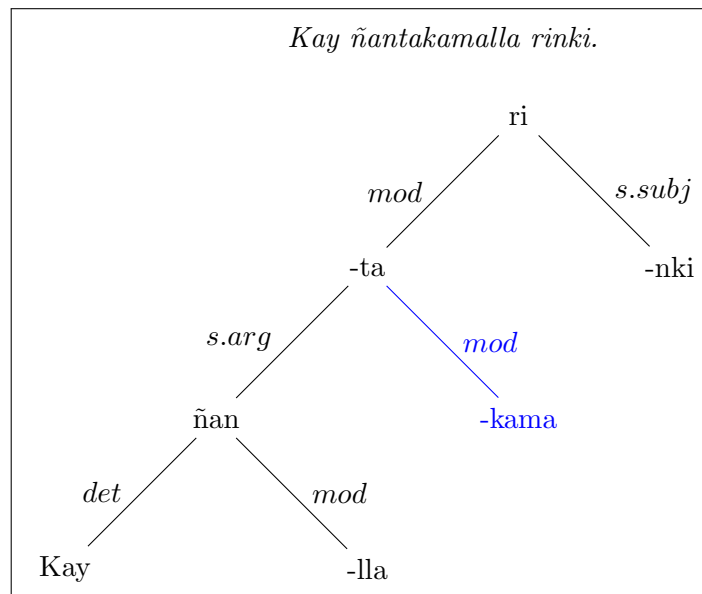 Kay ñantakamalla rinki.
ri
mod
s.subj
-ta
-nki
s.arg
mod
ñan
-kama
det
mod
Kay
-lla